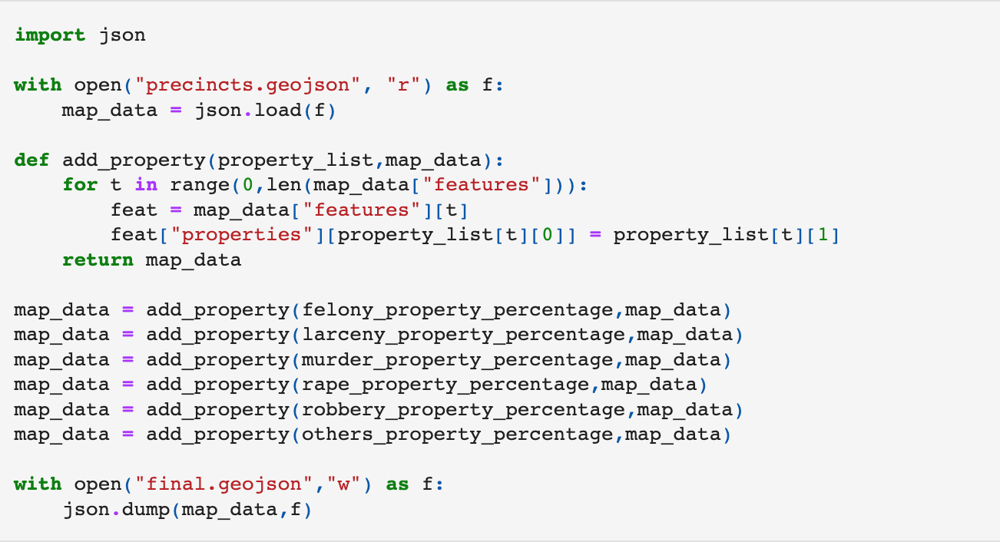 import json
with open("precincts.geojson", "r") as f:
    map_data = json.load(f)
def add_property(property_list,map_data):
    for t in range(0,len(map_data["features"])):
        feat = map_data["features"][t]
        feat["properties"][property_list[t][0]] = property_list[t][1]
    return map_data
map_data = add_property(felony_property_percentage,map_data)
map_data = add_property(larceny_property_percentage,map_data)
map_data = add_property(murder_property_percentage,map_data)
map_data = add_property(rape_property_percentage,map_data)
map_data = add_property(robbery_property_percentage,map_data)
map_data = add_property(others_property_percentage,map_data)
with open("final.geojson","w") as f:
    json.dump(map_data,f)